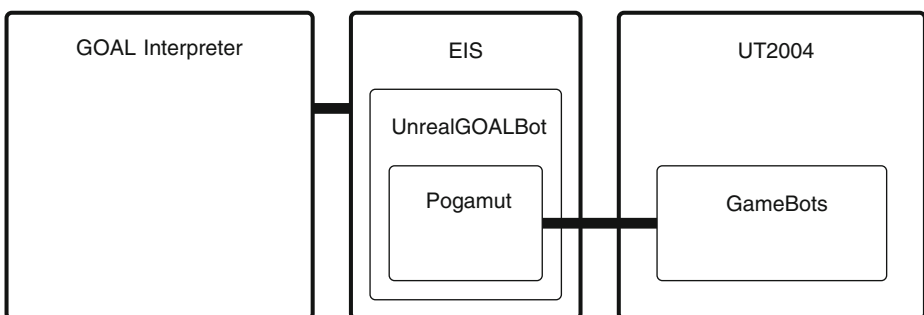 GOAL Interpreter
EIS
UT2004
UnrealGOALBot
Pogamut
GameBots